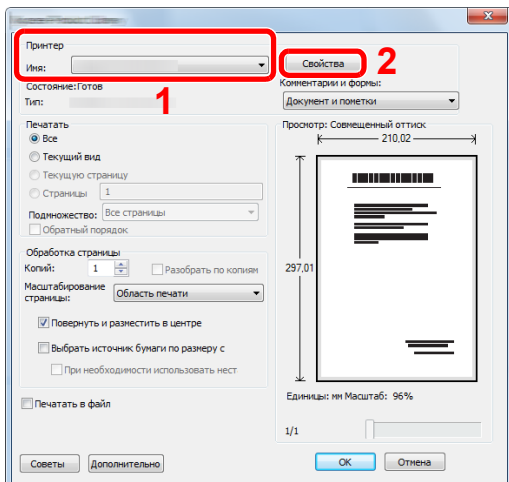 Принтер
Имя:
Свойства
2
Состояние:Готов
1
Комментарии и формы:
Тип:
Документ и пометки
Печатать
Все
Текущий вид
Текущую страницу
Страницы 1
Подмножество: Все страницы
Обратный порядок
Обработка страницы
Копий: 1 Разобрать по копиям
Масштабирование страницы: Область печати
Повернуть и разместить в центре
Выбрать источник бумаги по размеру с
При необходимости использовать нест
Печатать в файл
Просмотр: Совмещенный оттиск
210,02
297,01
Единицы: мм Масштаб: 96%
1/1
Советы
Дополнительно
OK
Отмена